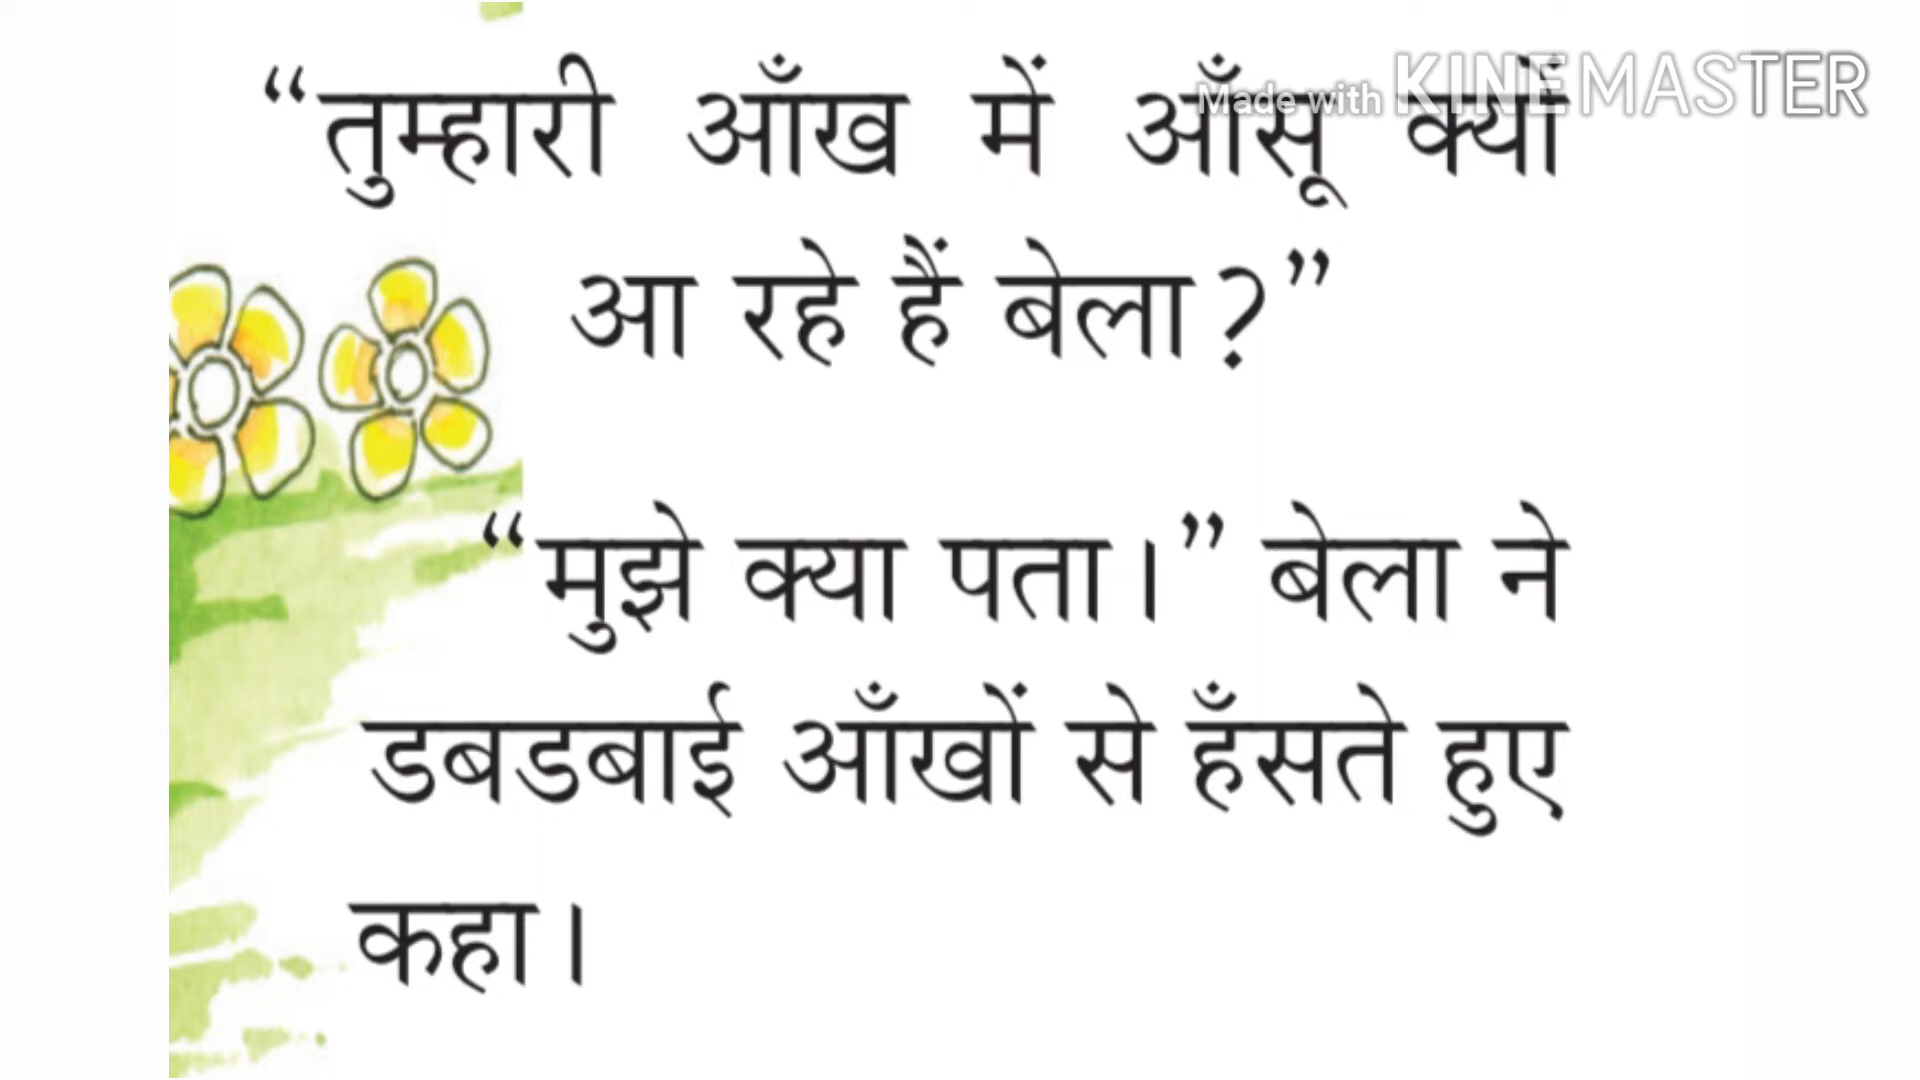 “तुम्हारी आँख में आँसू क्यों
Made with KINEMASTER
आ रहे हैं बेला?”
“मुझे क्या पता।” बेला ने
डबडबाई आँखों से हँसते हुए
कहा।